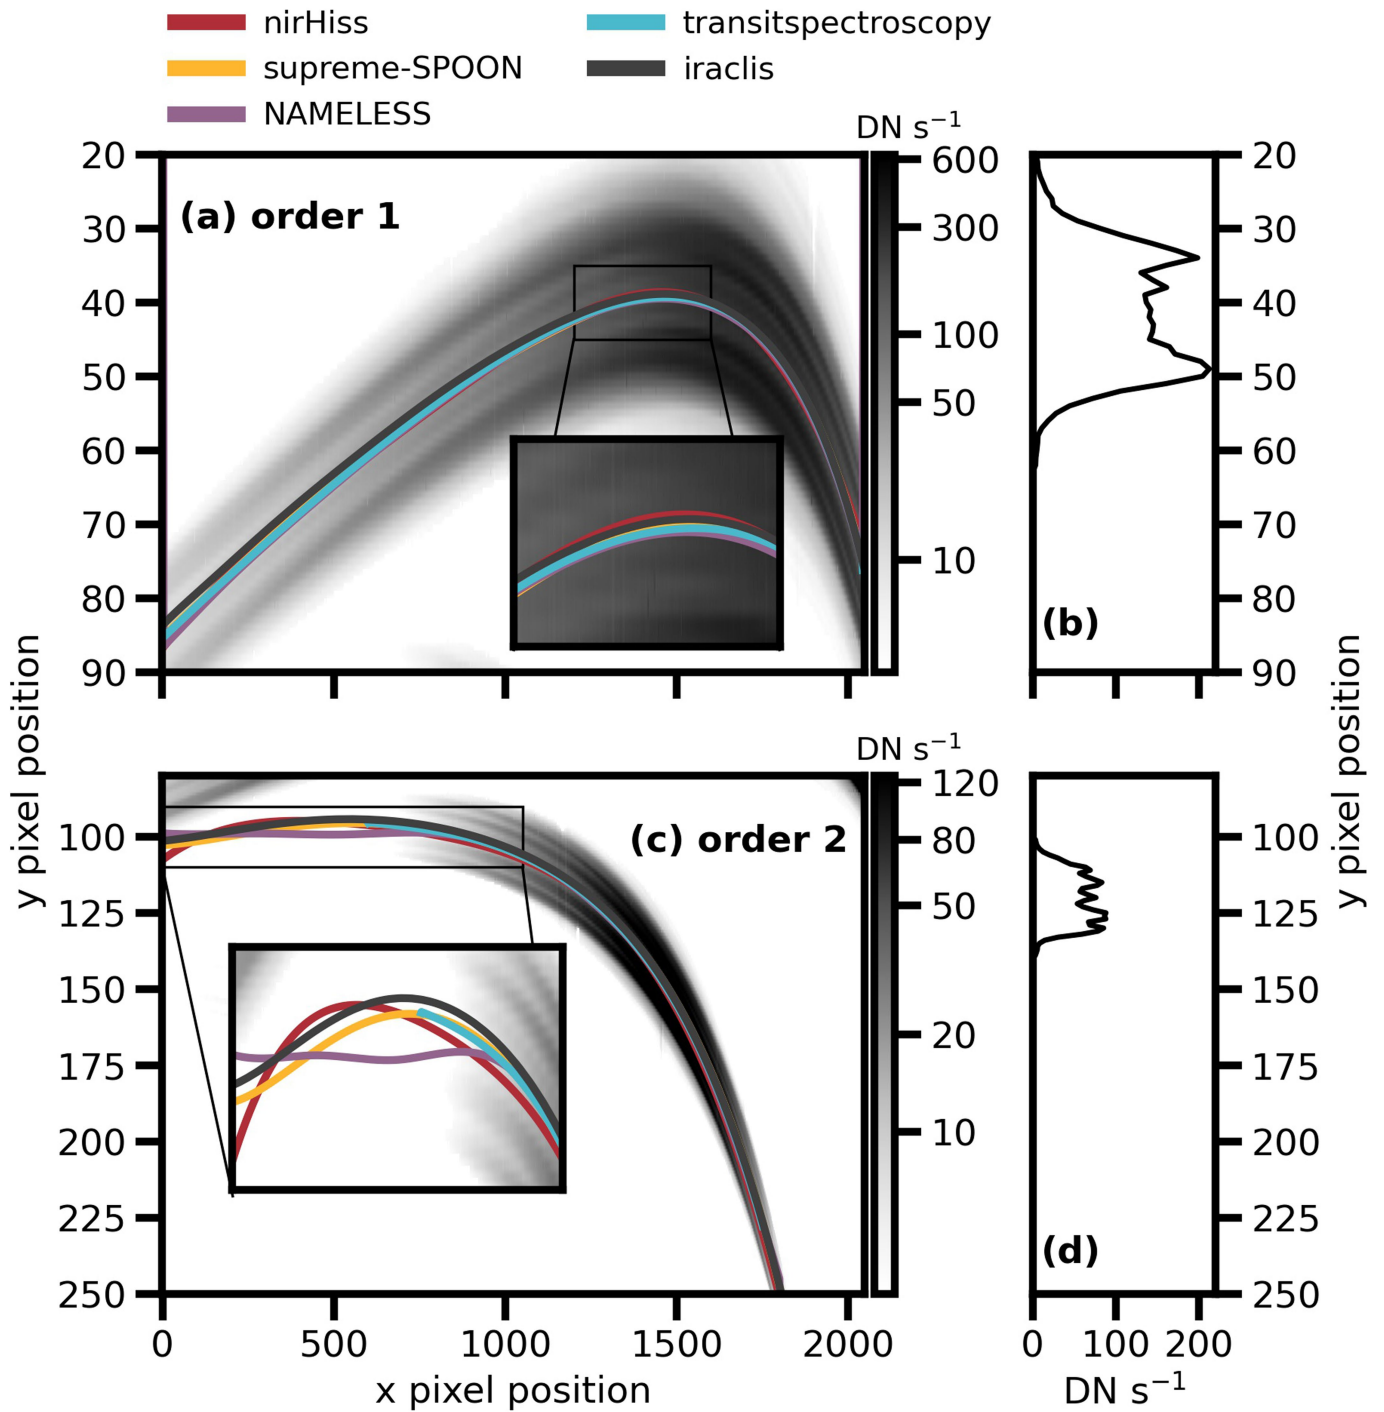 nirHiss
supreme-SPOON
NAMELESS
transitspectroscopy
iraclis
DN s⁻¹
(a) order 1
20
30
40
50
60
70
80
90
600
300
100
50
10
(b)
20
30
40
50
60
70
80
90
y pixel position
y pixel position
DN s⁻¹
(c) order 2
100
125
150
175
200
225
250
120
80
50
20
10
(d)
100
125
150
175
200
225
250
0 500 1000 1500 2000
0 100 200
x pixel position
DN s⁻¹